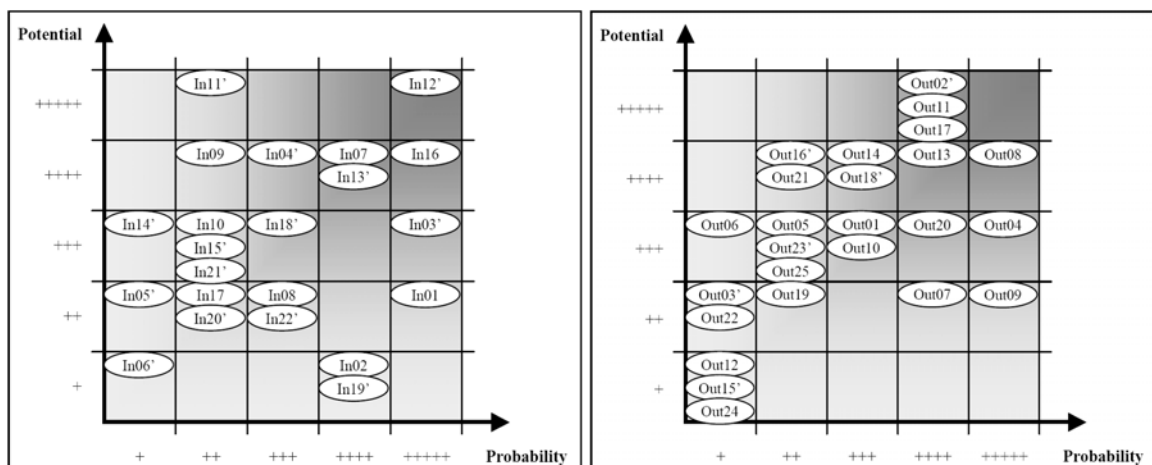 Potential
In11’ In12’
+++++
In09 In04’ In07 In16
In13’
++++
In14’ In10 In18’ In03’
In15’
+++
In21’
In05’ In17 In08 In01
In20’ In22’
++
In06’ In02
In19’
+
+ ++ +++ ++++ +++++ Probability
Potential
Out02’
+++++ Out11
Out17
Out16’ Out14 Out13 Out08
Out21 Out18’
++++
Out06 Out05 Out01 Out20 Out04
Out23’ Out10
+++
Out25
Out03’ Out19 Out07 Out09
Out22
++
Out12
Out15’
+
Out24
+ ++ +++ ++++ +++++ Probability